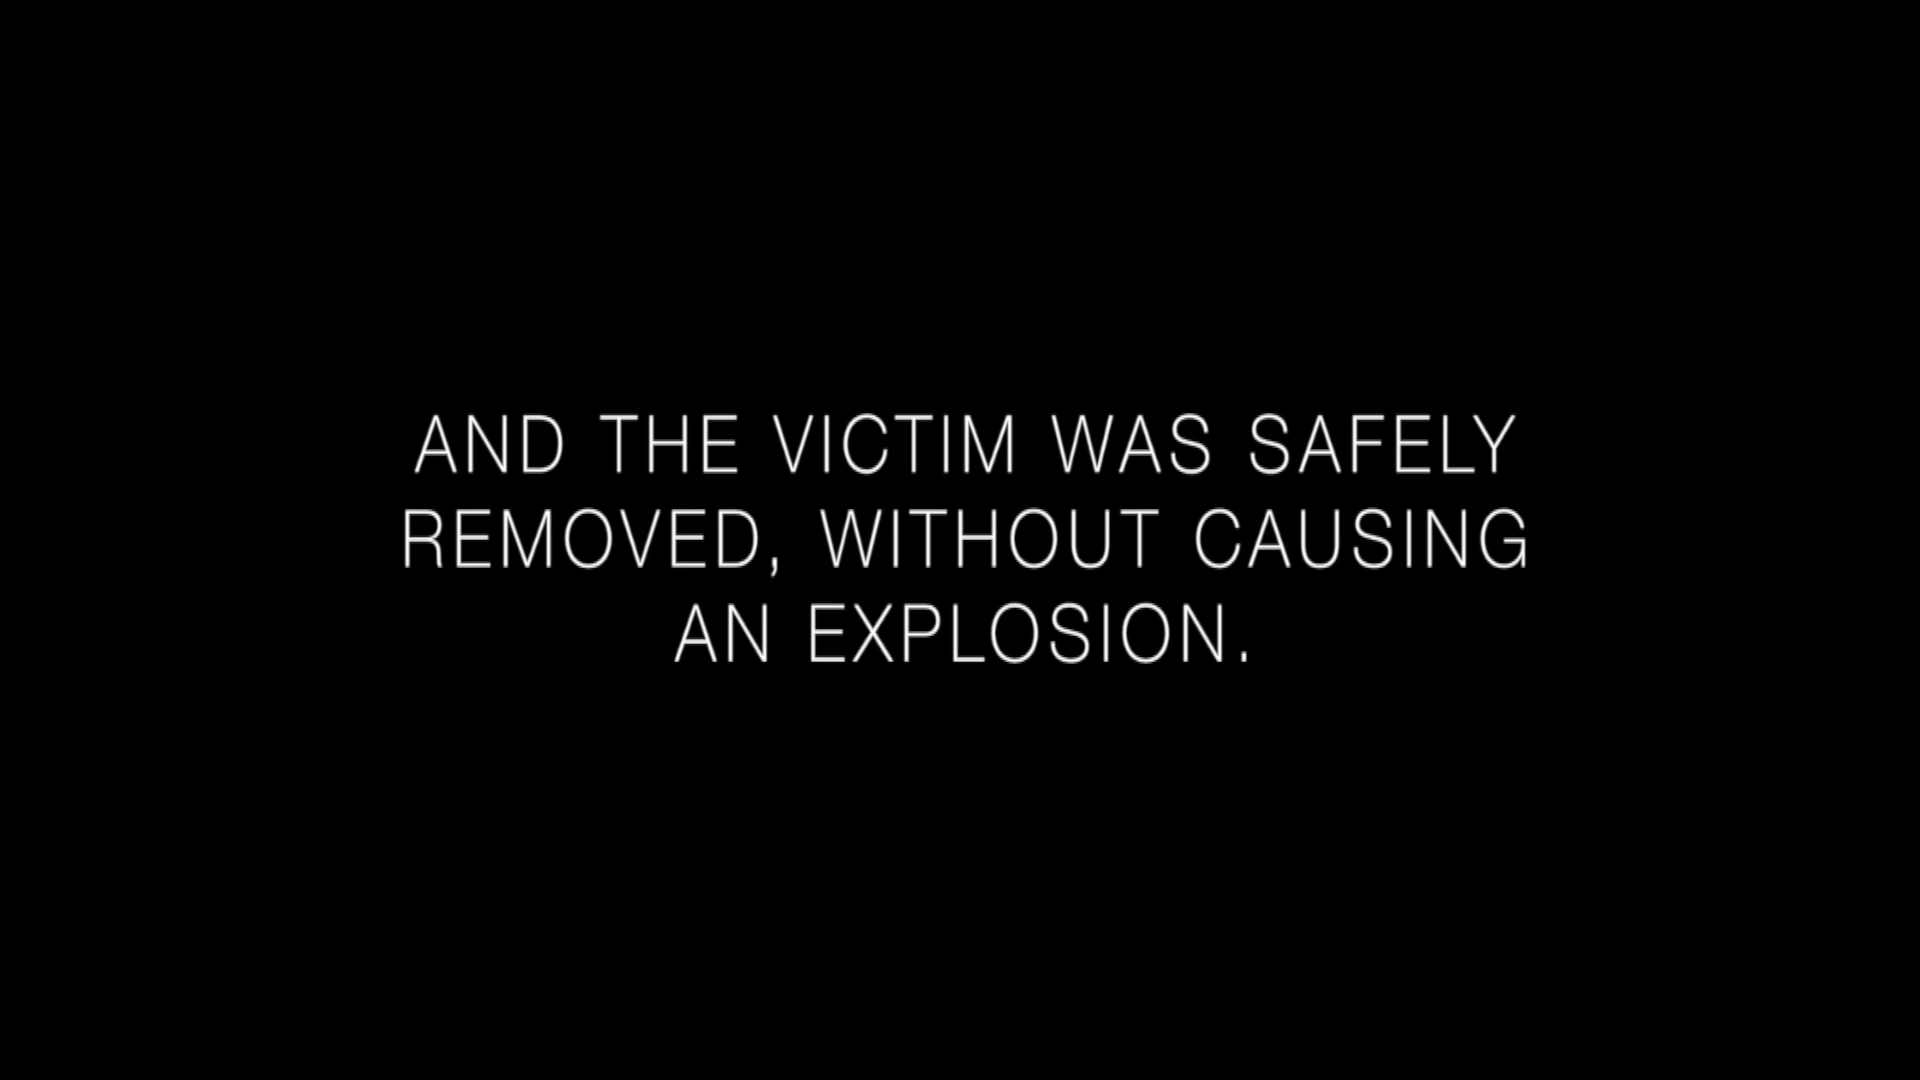 AND THE VICTIM WAS SAFELY
REMOVED, WITHOUT CAUSING
AN EXPLOSION.